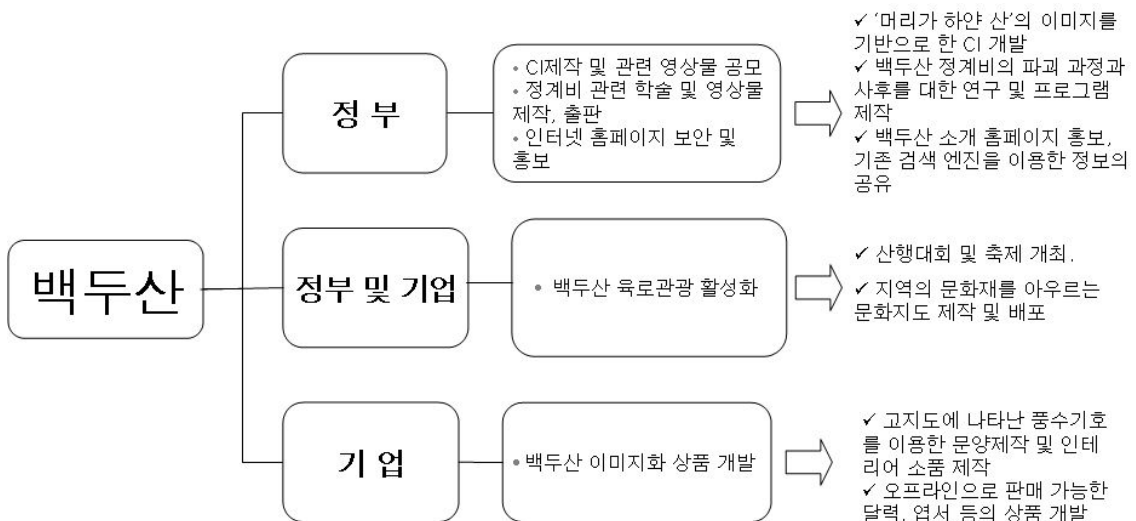 백두산
정 부
• CI제작 및 관련 영상물 공모
• 정계비 관련 학술 및 영상물
제작, 출판
• 인터넷 홈페이지 보안 및
홍보
✓ '머리가 하얀 산'의 이미지를
기반으로 한 CI 개발
✓ 백두산 정계비의 파괴 과정과
사후를 대한 연구 및 프로그램
제작
✓ 백두산 소개 홈페이지 홍보,
기존 검색 엔진을 이용한 정보의
공유
정부 및 기업
• 백두산 육로관광 활성화
✓ 산행대회 및 축제 개최.
✓ 지역의 문화재를 아우르는
문화지도 제작 및 배포
기 업
• 백두산 이미지화 상품 개발
✓ 고지도에 나타난 풍수기호
를 이용한 문양제작 및 인테
리어 소품 제작
✓ 오프라인으로 판매 가능한
달력, 엽서 등의 상품 개발